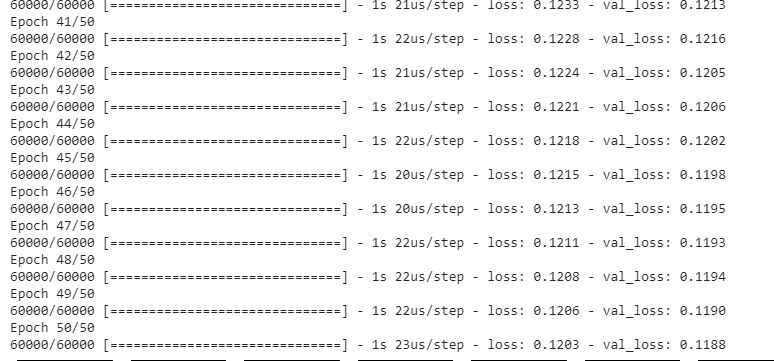 60000/60000 [==============================] - 1s 21us/step - loss: 0.1233 - val_loss: 0.1213
Epoch 41/50
60000/60000 [==============================] - 1s 22us/step - loss: 0.1228 - val_loss: 0.1216
Epoch 42/50
60000/60000 [==============================] - 1s 21us/step - loss: 0.1224 - val_loss: 0.1205
Epoch 43/50
60000/60000 [==============================] - 1s 21us/step - loss: 0.1221 - val_loss: 0.1206
Epoch 44/50
60000/60000 [==============================] - 1s 22us/step - loss: 0.1218 - val_loss: 0.1202
Epoch 45/50
60000/60000 [==============================] - 1s 20us/step - loss: 0.1215 - val_loss: 0.1198
Epoch 46/50
60000/60000 [==============================] - 1s 20us/step - loss: 0.1213 - val_loss: 0.1195
Epoch 47/50
60000/60000 [==============================] - 1s 22us/step - loss: 0.1211 - val_loss: 0.1193
Epoch 48/50
60000/60000 [==============================] - 1s 22us/step - loss: 0.1208 - val_loss: 0.1194
Epoch 49/50
60000/60000 [==============================] - 1s 22us/step - loss: 0.1206 - val_loss: 0.1190
Epoch 50/50
60000/60000 [==============================] - 1s 23us/step - loss: 0.1203 - val_loss: 0.1188